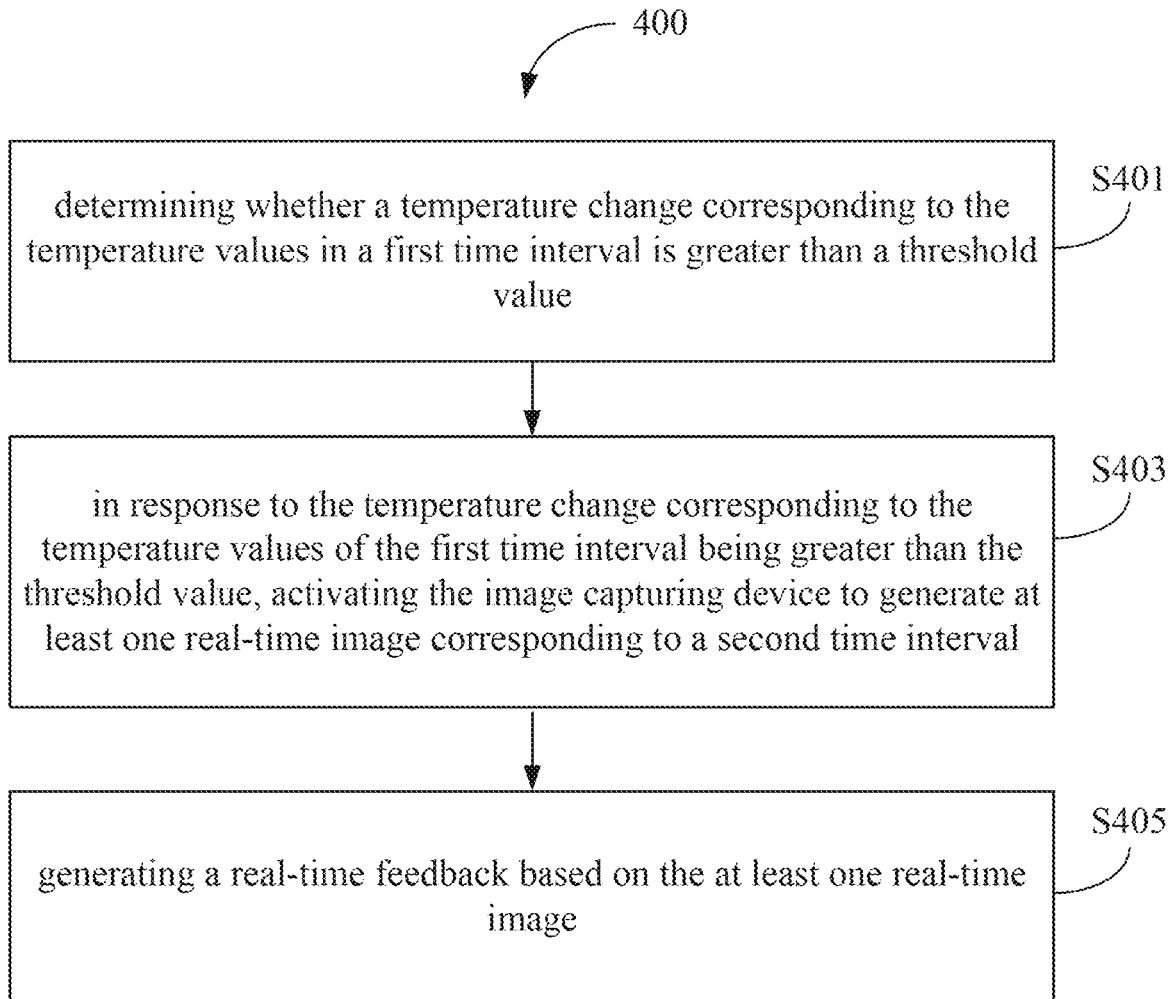 400
S401
determining whether a temperature change corresponding to the
temperature values in a first time interval is greater than a threshold
value
S403
in response to the temperature change corresponding to the
temperature values of the first time interval being greater than the
threshold value, activating the image capturing device to generate at
least one real-time image corresponding to a second time interval
S405
generating a real-time feedback based on the at least one real-time
image